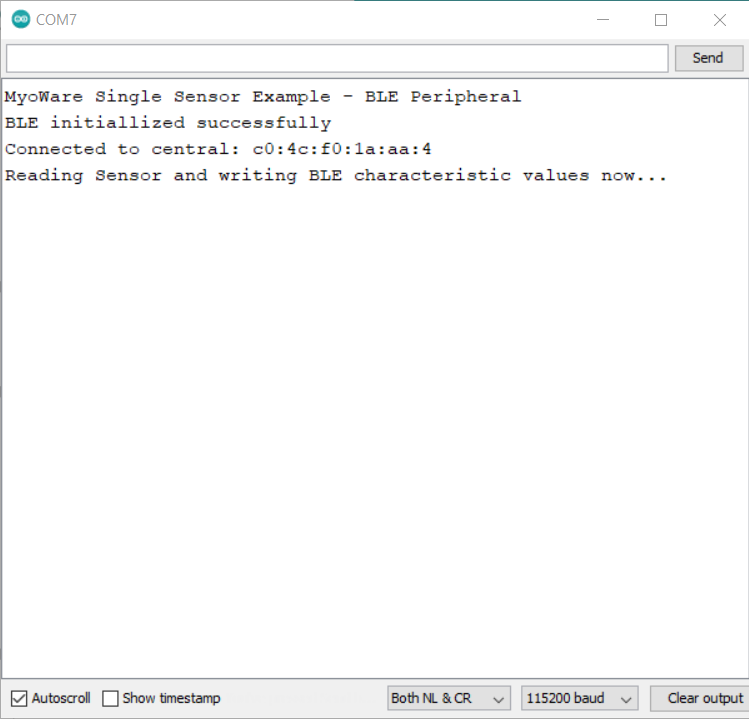 COM7
Send
MyoWare Single Sensor Example - BLE Peripheral
BLE initiallized successfully
Connected to central: c0:4c:f0:1a:aa:4
Reading Sensor and writing BLE characteristic values now...
Autoscroll Show timestamp Both NL & CR 115200 baud Clear output